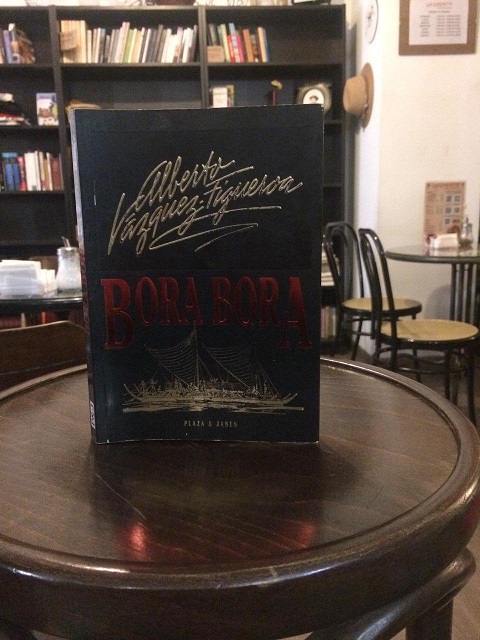 Alberto
Vázquez-Figueroa
BORA BORA
PLAZA & JANES